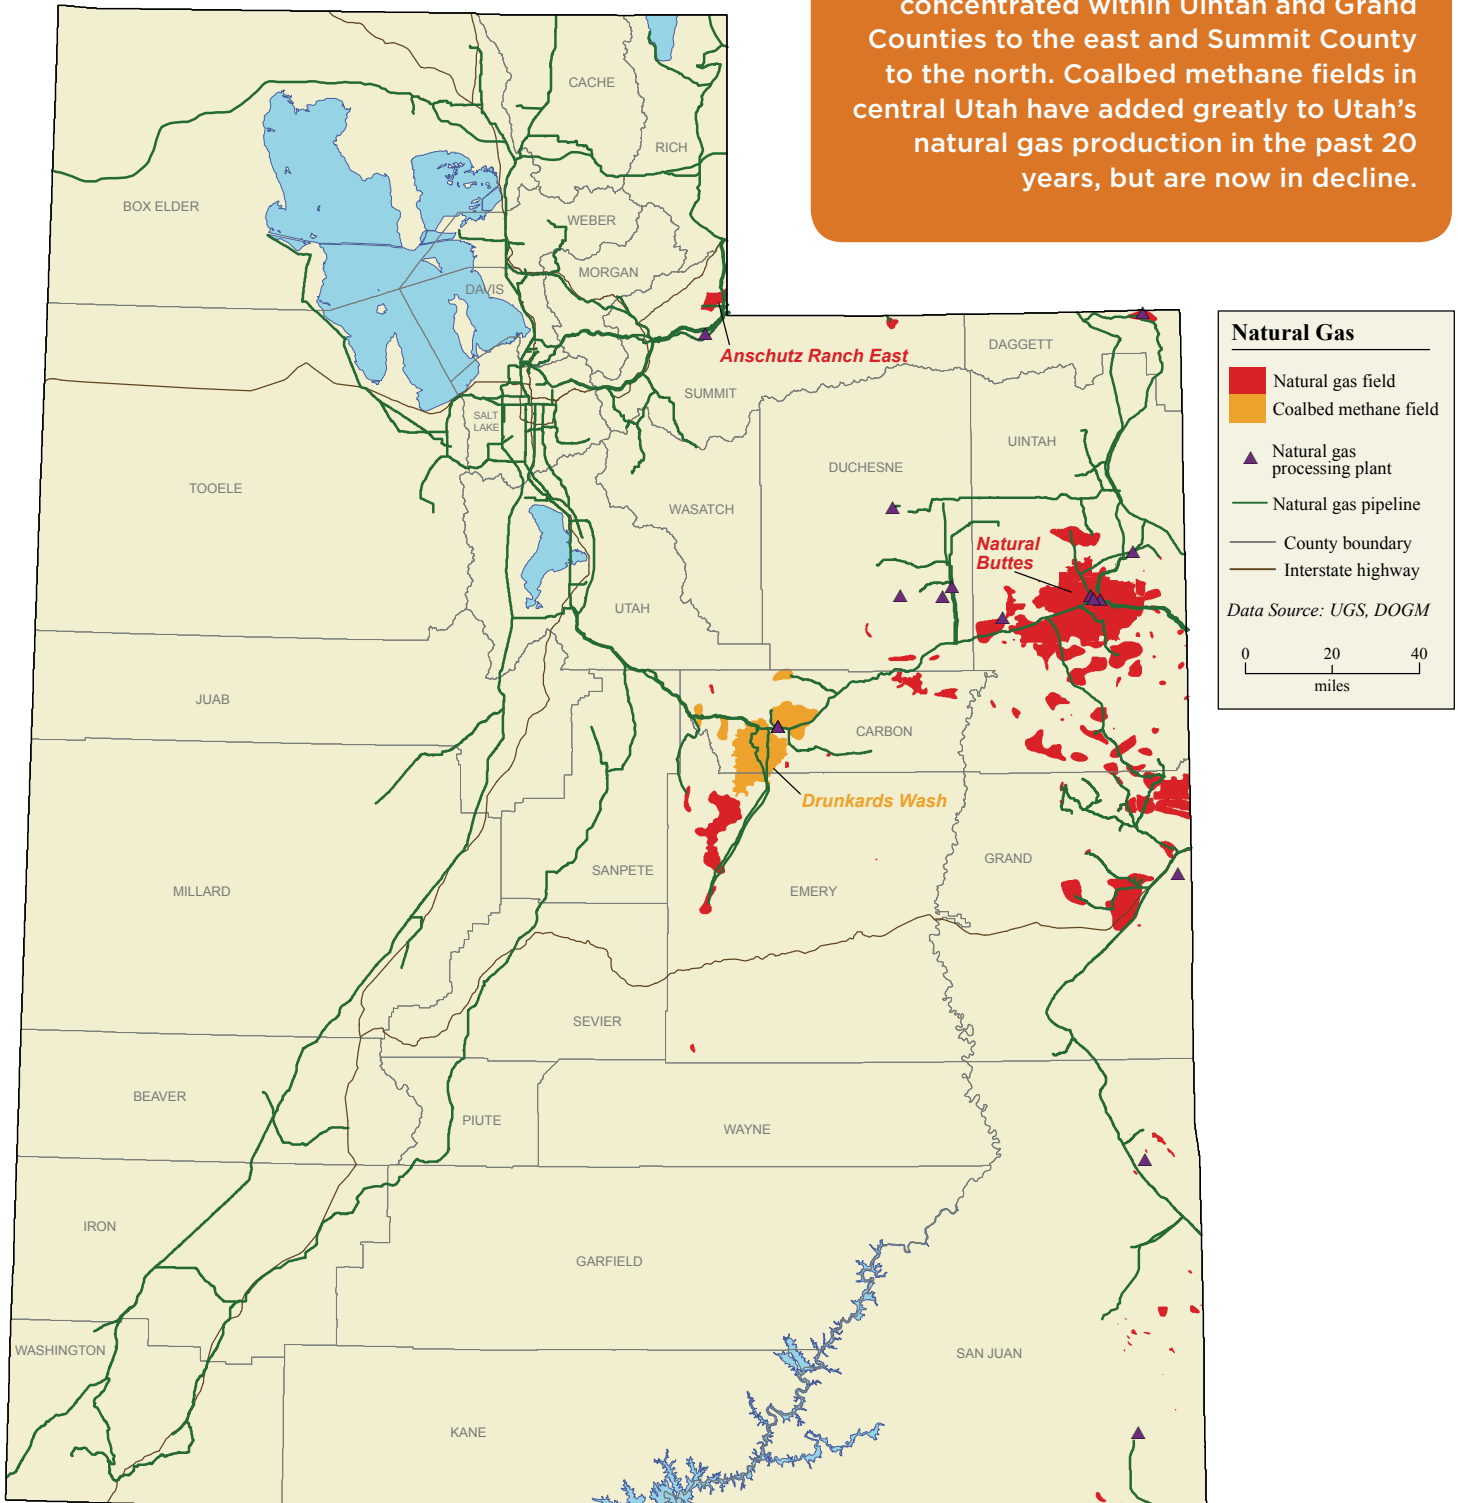 concentrated within Uintah and Grand
Counties to the east and Summit County
to the north. Coalbed methane fields in
central Utah have added greatly to Utah's
natural gas production in the past 20
years, but are now in decline.
CACHE
RICH
BOX ELDER
WEBER
MORGAN
DAVIS
Anschutz Ranch East
DAGGETT
SUMMIT
SALT
LAKE
UINTAH
DUCHESNE
TOOELE
WASATCH
Natural
Buttes
UTAH
JUAB
CARBON
Drunkards Wash
GRAND
SANPETE
MILLARD
EMERY
SEVIER
BEAVER
PIUTE
WAYNE
IRON
GARFIELD
WASHINGTON
SAN JUAN
KANE
Natural Gas
Natural gas field
Coalbed methane field
Natural gas
processing plant
Natural gas pipeline
County boundary
Interstate highway
Data Source: UGS, DOGM
0 20 40
miles